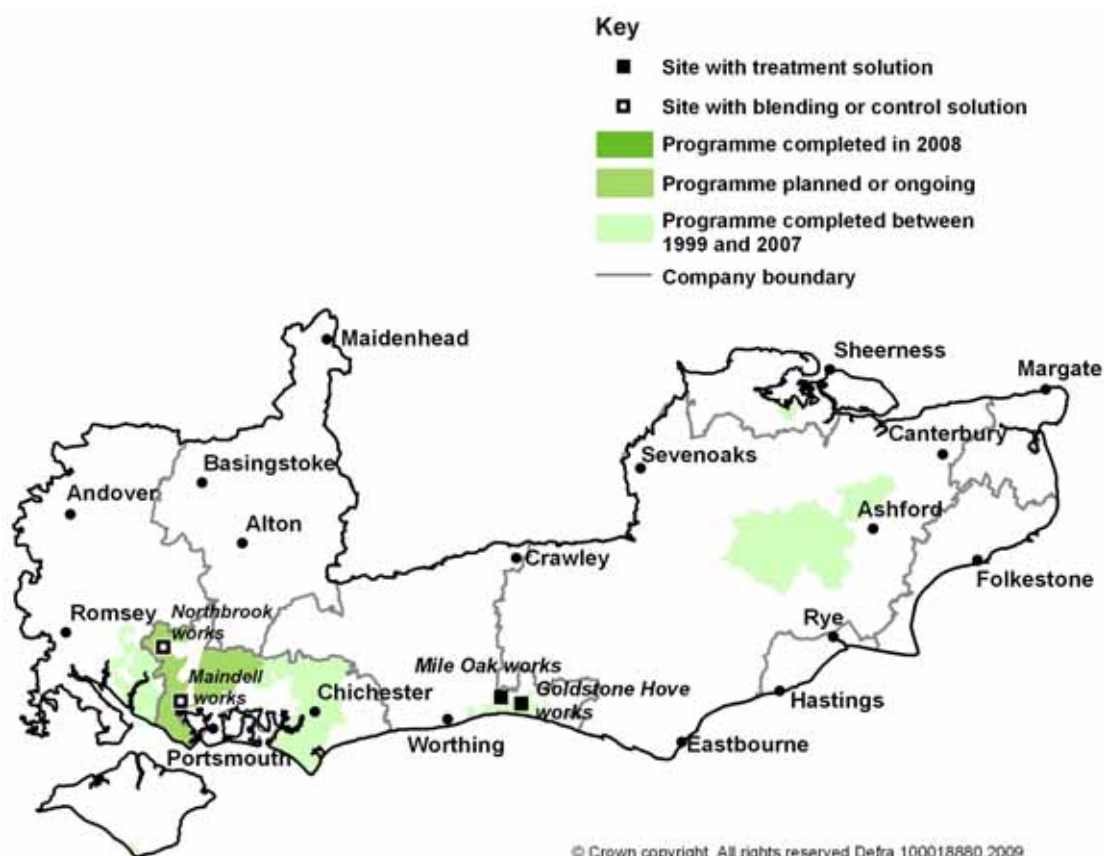 Key
Site with treatment solution
Site with blending or control solution
Programme completed in 2008
Programme planned or ongoing
Programme completed between
1999 and 2007
Company boundary
Maidenhead
Sheerness
Margate
Canterbury
Sevenoaks
Basingstoke
Andover
Ashford
Alton
Crawley
Folkestone
Romsey
Northbrook
works
Rye
Mile Oak works
Maindell
works
Chichester
Goldstone Hove
works
Hastings
Worthing
Eastbourne
Portsmouth
© Crown copyright. All rights reserved Defra 100018880 2009